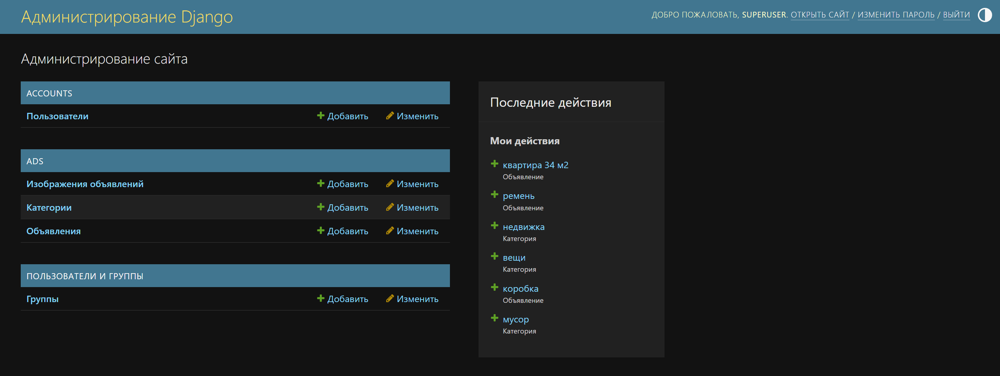 Администрирование Django
ДОБРО ПОЖАЛОВАТЬ, SUPERUSER. ОТКРЫТЬ САЙТ / ИЗМЕНИТЬ ПАРОЛЬ / ВЫЙТИ
Администрирование сайта
ACCOUNTS
Пользователи Добавить Изменить
ADS
Изображения объявлений Добавить Изменить
Категории Добавить Изменить
Объявления Добавить Изменить
ПОЛЬЗОВАТЕЛИ И ГРУППЫ
Группы Добавить Изменить
Последние действия
Мои действия
квартира 34 м2
Объявление
ремень
Объявление
недвижка
Категория
вещи
Категория
коробка
Объявление
мусор
Категория